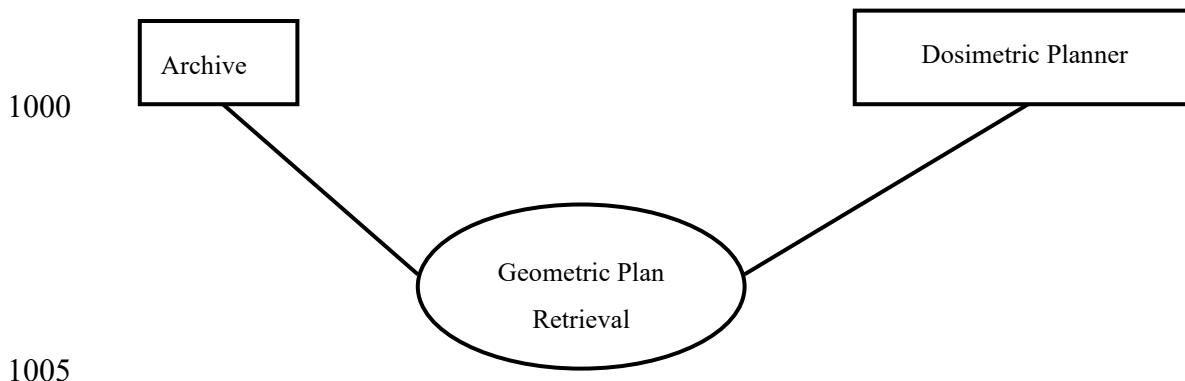 Archive
Dosimetric Planner
1000
Geometric Plan
Retrieval
1005